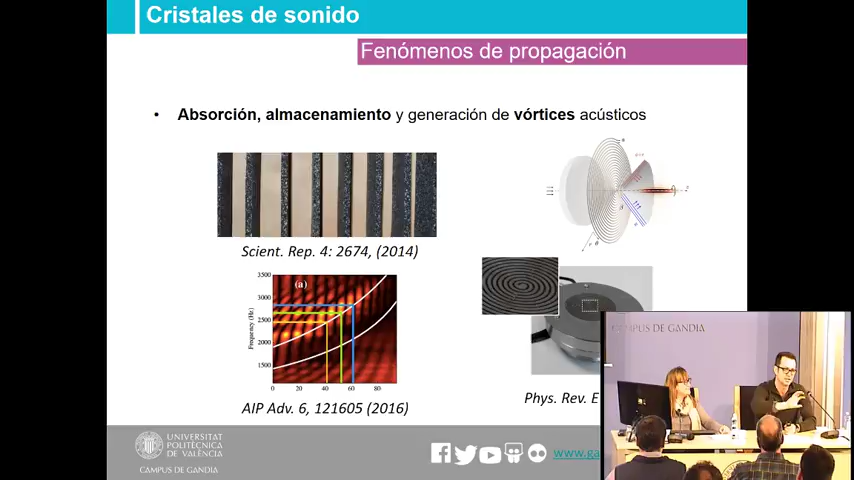 Cristales de sonido
Fenómenos de propagación
• Absorción, almacenamiento y generación de vórtices acústicos
Scient. Rep. 4: 2674, (2014)
3500
3000
2500
2000
1500
Frequency (Hz)
(a)
0 20 40 60 80
AIP Adv. 6, 121605 (2016)
Phys. Rev. E
CAMPUS DE GANDIA
UNIVERSITAT
POLITÈCNICA
DE VALÈNCIA
CAMPUS DE GANDIA
www.ga